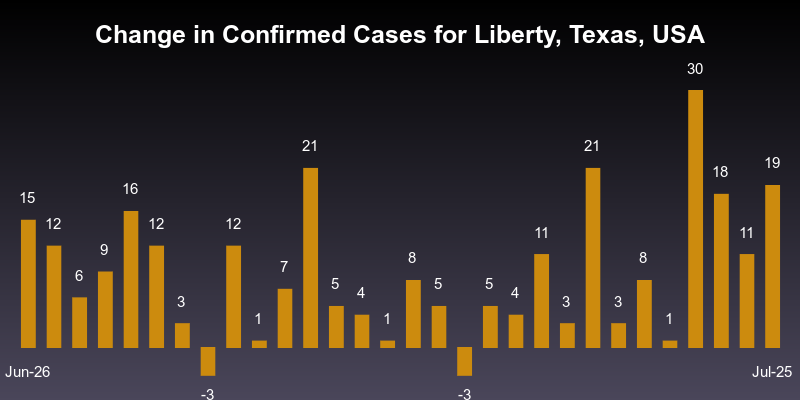 Change in Confirmed Cases for Liberty, Texas, USA
15 12 6 9 16 12 3 -3 12 1 7 21 5 4 1 8 5 -3 5 4 11 3 21 3 8 1 30 18 11 19
Jun-26 Jul-25